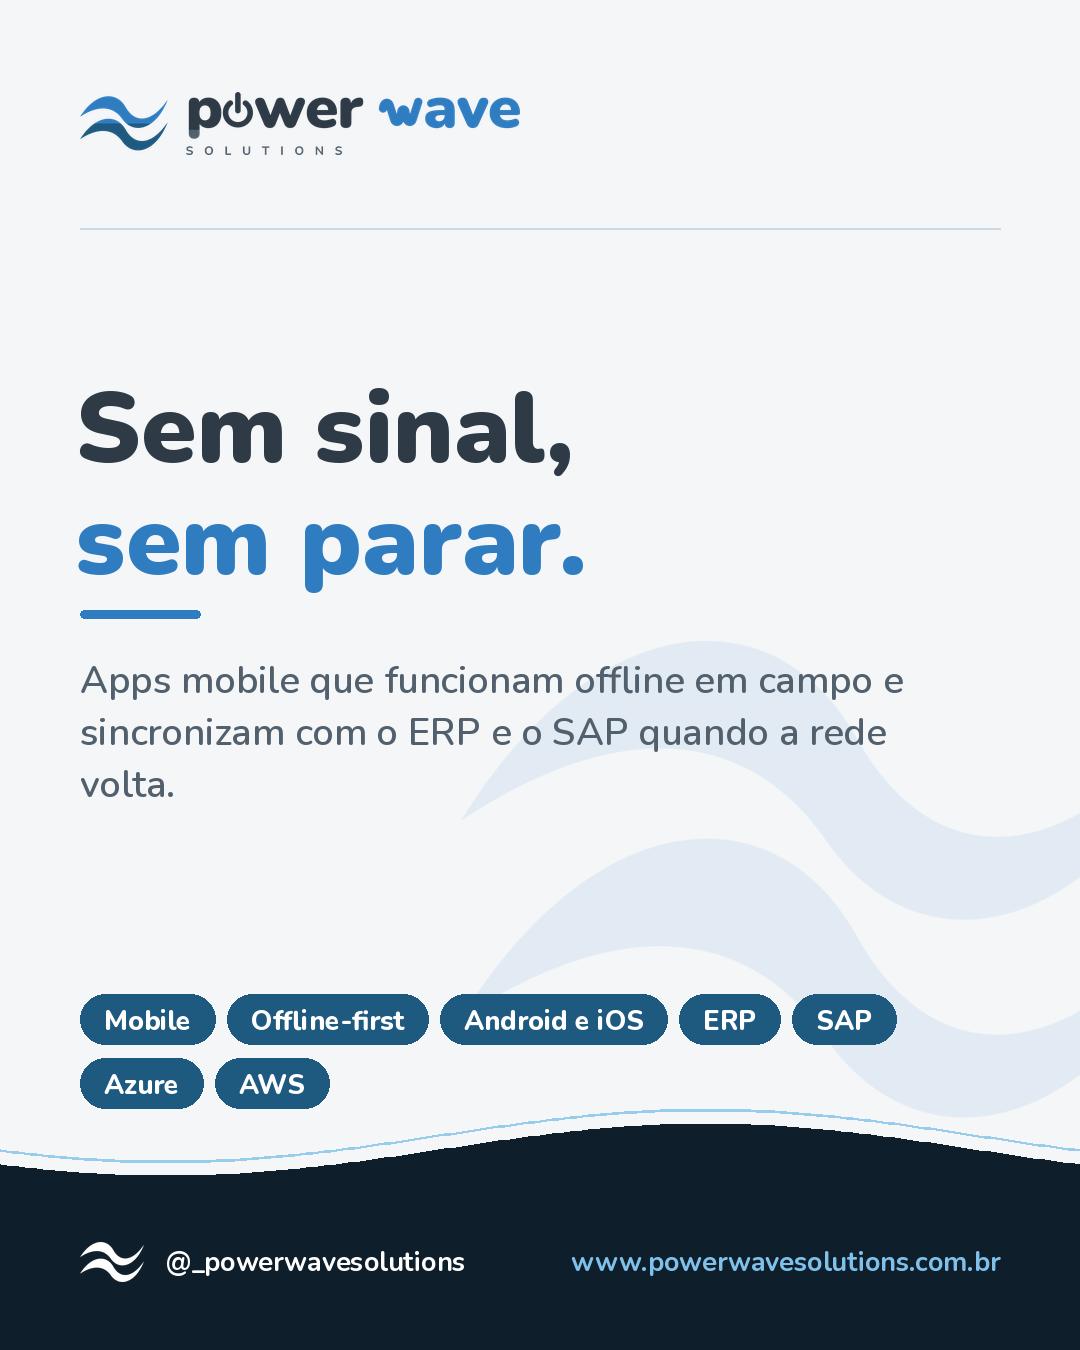 power wave
SOLUTIONS
Sem sinal,
sem parar.
Apps mobile que funcionam offline em campo e
sincronizam com o ERP e o SAP quando a rede
volta.
Mobile Offline-first Android e iOS ERP SAP
Azure AWS
@_powerwavesolutions www.powerwavesolutions.com.br